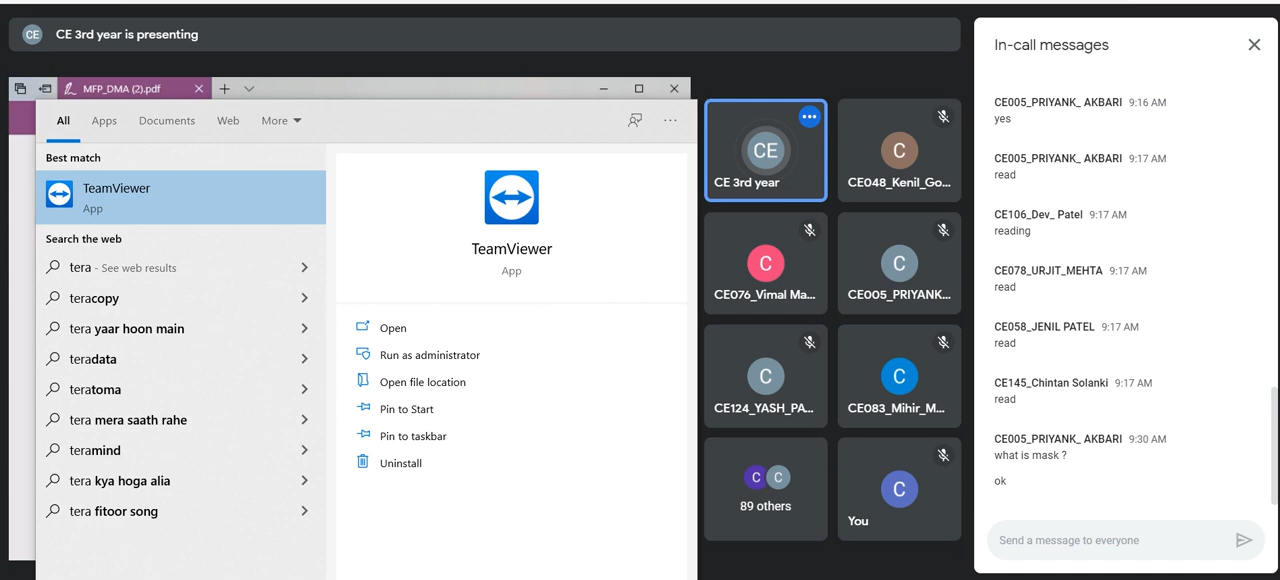 CE CE 3rd year is presenting
MFP_DMA (2).pdf
All Apps Documents Web More
Best match
TeamViewer
App
Search the web
tera - See web results
teracopy
tera yaar hoon main
teradata
teratoma
tera mera saath rahe
teramind
tera kya hoga alia
tera fitoor song
TeamViewer
App
Open
Run as administrator
Open file location
Pin to Start
Pin to taskbar
Uninstall
CE
CE 3rd year
C
CE048_Kenil_Go...
C
CE076_Vimal Ma...
C
CE005_PRIYANK...
C
CE124_YASH_PA...
C
CE083_Mihir_M...
C C
89 others
C
You
In-call messages
CE005_PRIYANK_ AKBARI 9:16 AM
yes
CE005_PRIYANK_ AKBARI 9:17 AM
read
CE106_Dev_ Patel 9:17 AM
reading
CE078_URJIT_MEHTA 9:17 AM
read
CE058_JENIL PATEL 9:17 AM
read
CE145_Chintan Solanki 9:17 AM
read
CE005_PRIYANK_ AKBARI 9:30 AM
what is mask ?
ok
Send a message to everyone